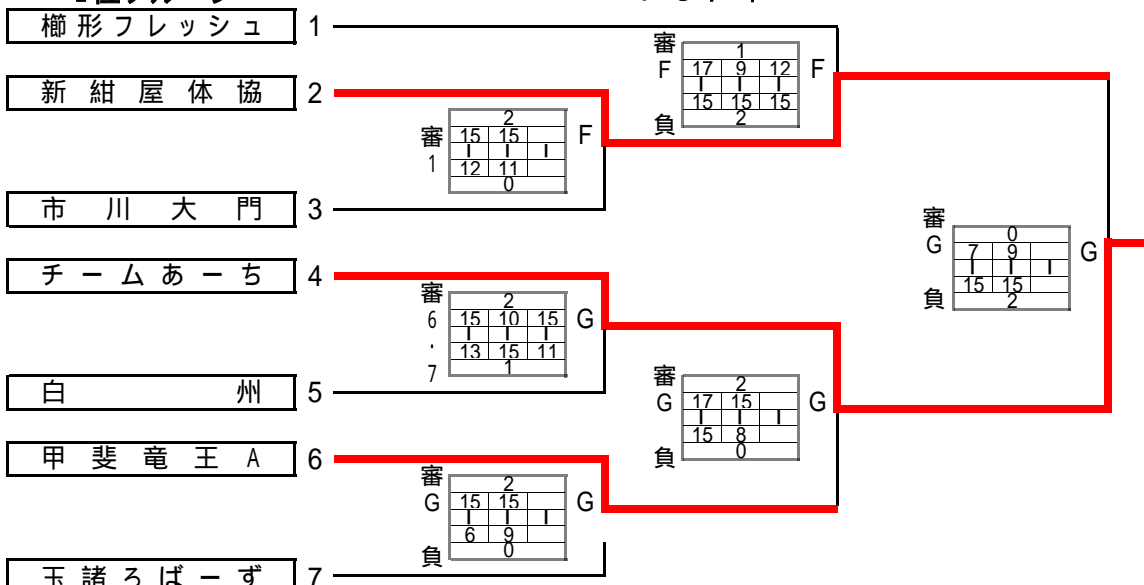 櫛形フレッシュ 1
新紺屋体協 2
市川大門 3
チームあーち 4
白州 5
甲斐竜王A 6
玉諸ろばーず 7
審
1
2
15 15
12 11
0
F
審
6・7
2
15 10 15
13 15 11
1
G
審
G
負
2
15 15
6 9
0
G
審
F
負
1
17 9 12
15 15 15
2
F
審
G
負
2
17 15
15 8
0
G
審
G
負
0
7 9
15 15
2
G